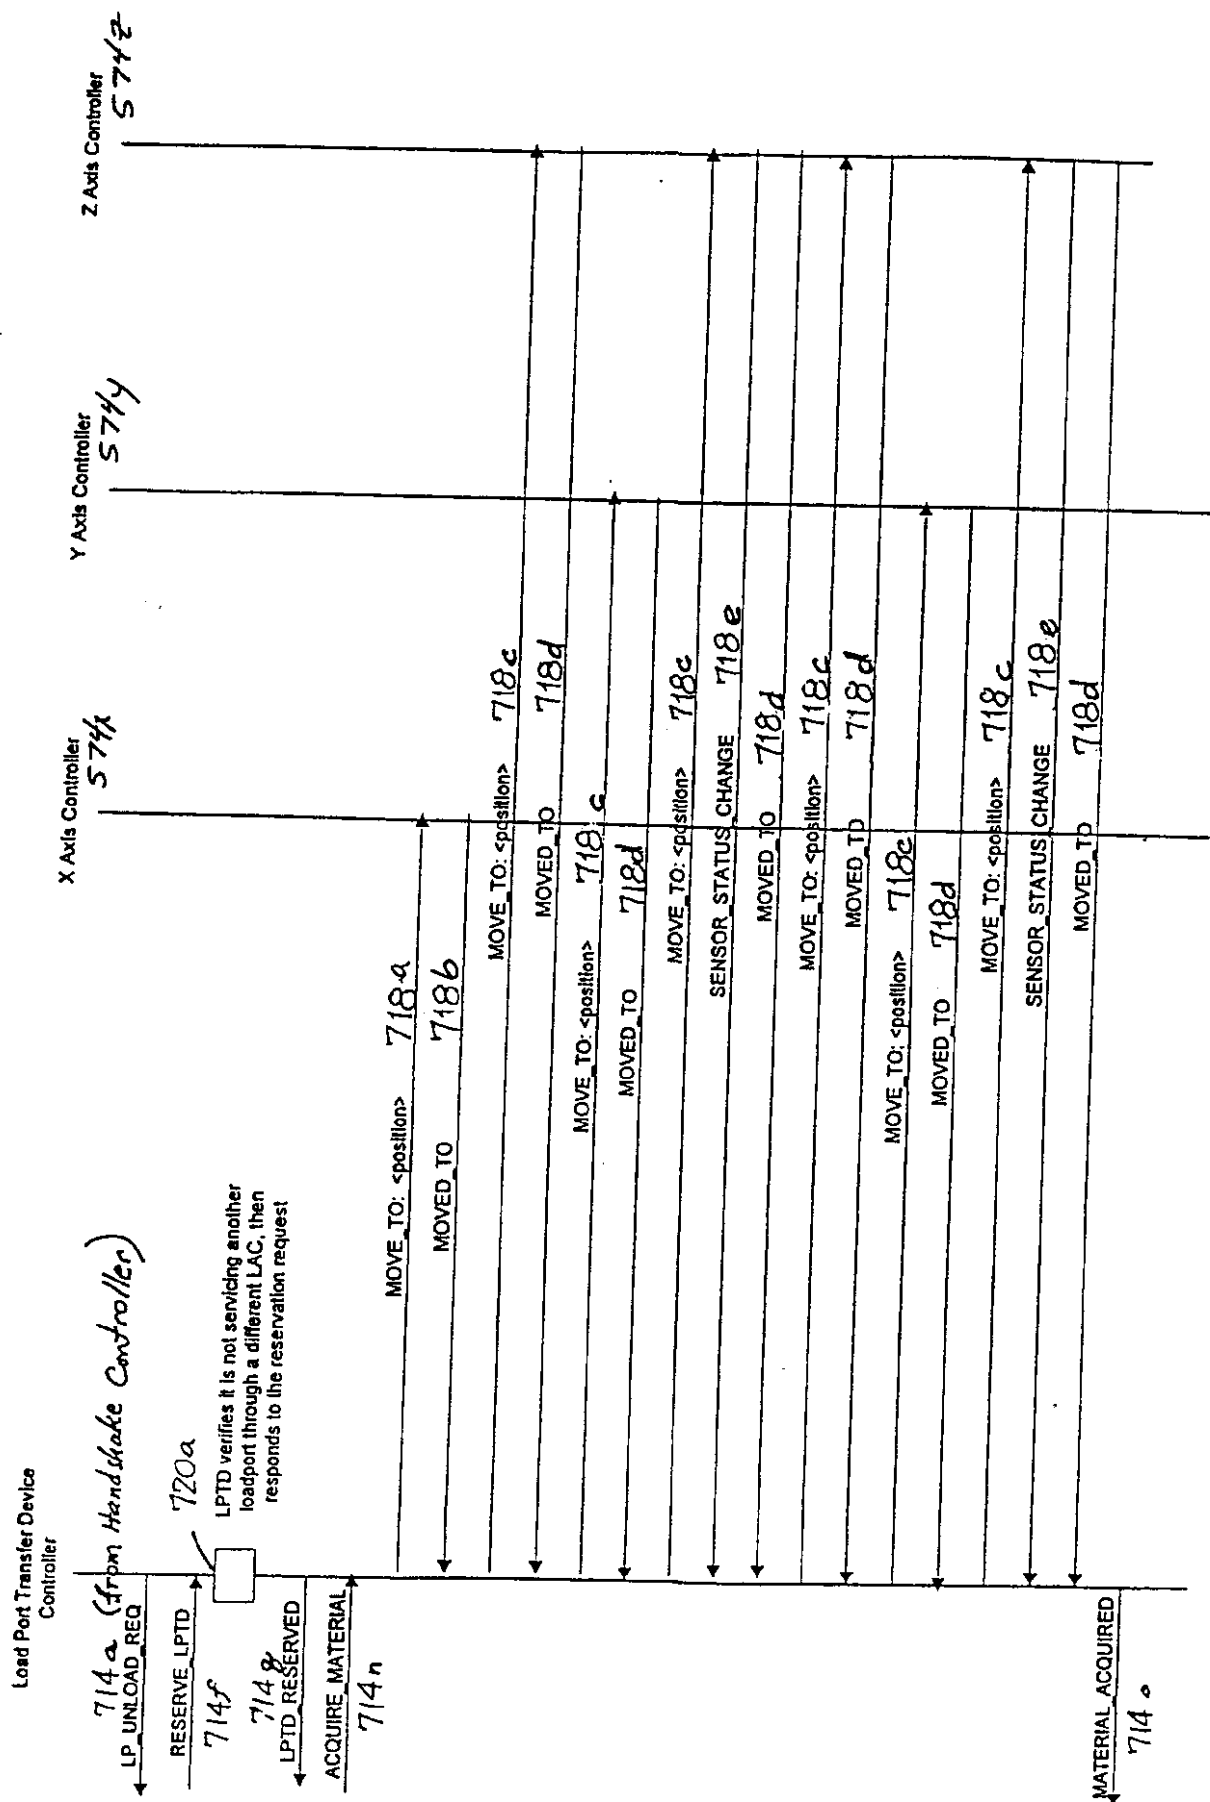 Load Port Transfer Device
Controller
X Axis Controller
574x
Y Axis Controller
574y
Z Axis Controller
574z
714a (from Handshake Controller)
LP_UNLOAD_REQ
RESERVE_LPTD
714f
720a
LPTD verifies it is not servicing another
loadport through a different LAC, then
responds to the reservation request
714g
LPTD_RESERVED
ACQUIRE_MATERIAL
714n
MOVE_TO: <position> 718a
MOVED_TO 718b
MOVE_TO: <position> 718c
MOVED_TO 718d
MOVE_TO: <position> 718c
MOVED_TO 718d
MOVE_TO: <position> 718c
SENSOR_STATUS_CHANGE 718e
MOVED_TO 718d
MOVE_TO: <position> 718c
MOVED_TO 718d
MOVE_TO: <position> 718c
MOVED_TO 718d
MOVE_TO: <position> 718c
SENSOR_STATUS_CHANGE 718e
MOVED_TO 718d
MATERIAL_ACQUIRED
714o